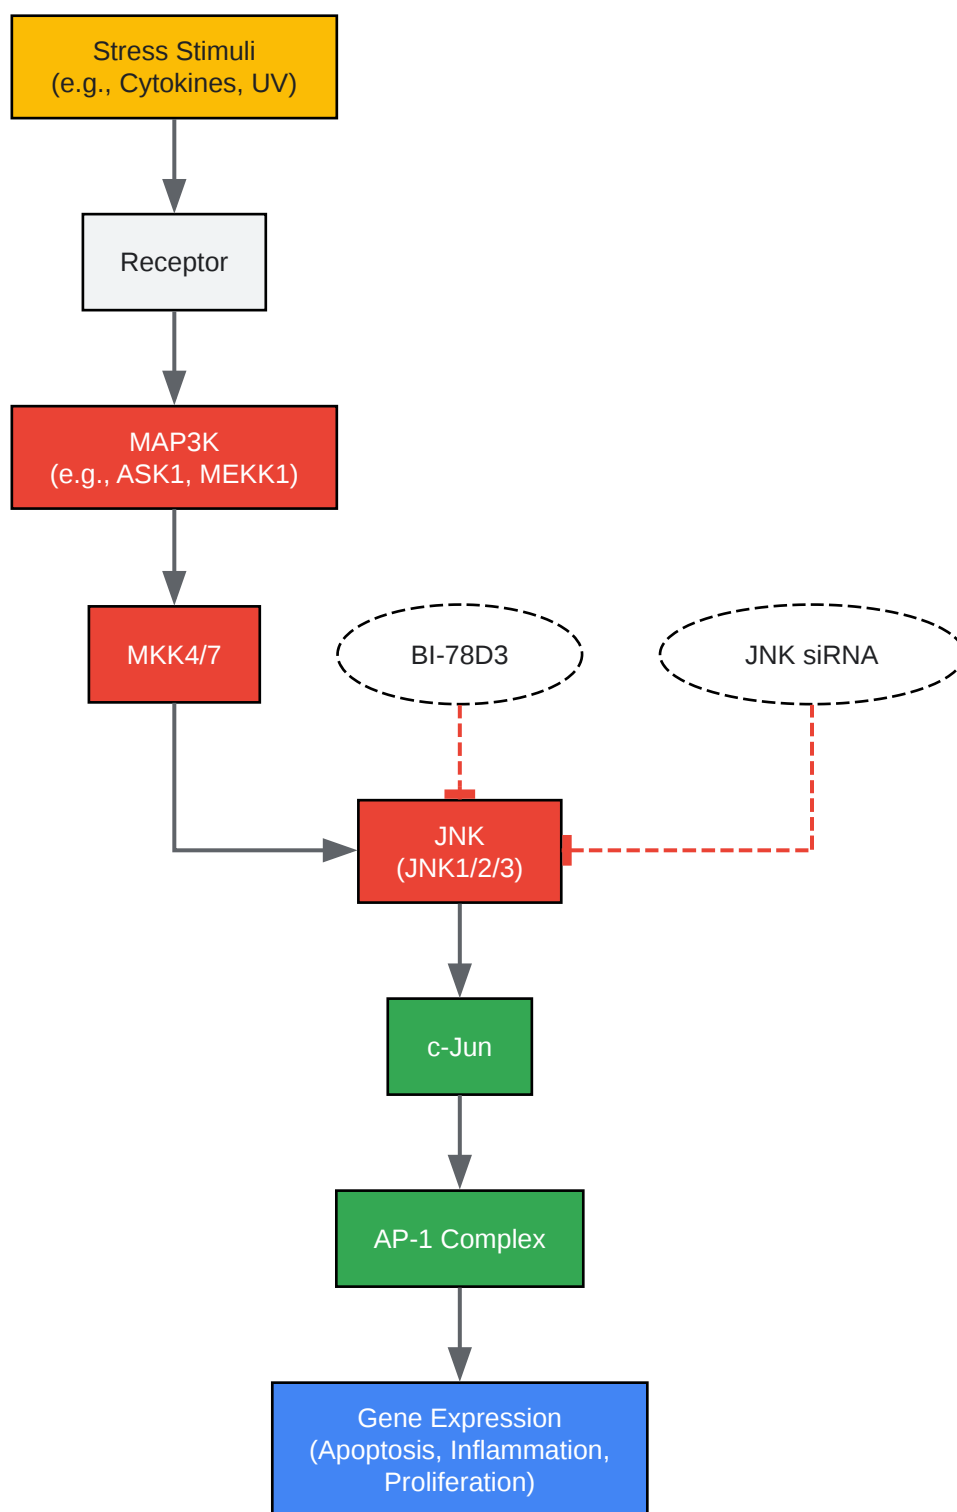 Stress Stimuli
(e.g., Cytokines, UV)
Receptor
MAP3K
(e.g., ASK1, MEKK1)
MKK4/7
BI-78D3
JNK siRNA
JNK
(JNK1/2/3)
c-Jun
AP-1 Complex
Gene Expression
(Apoptosis, Inflammation,
Proliferation)